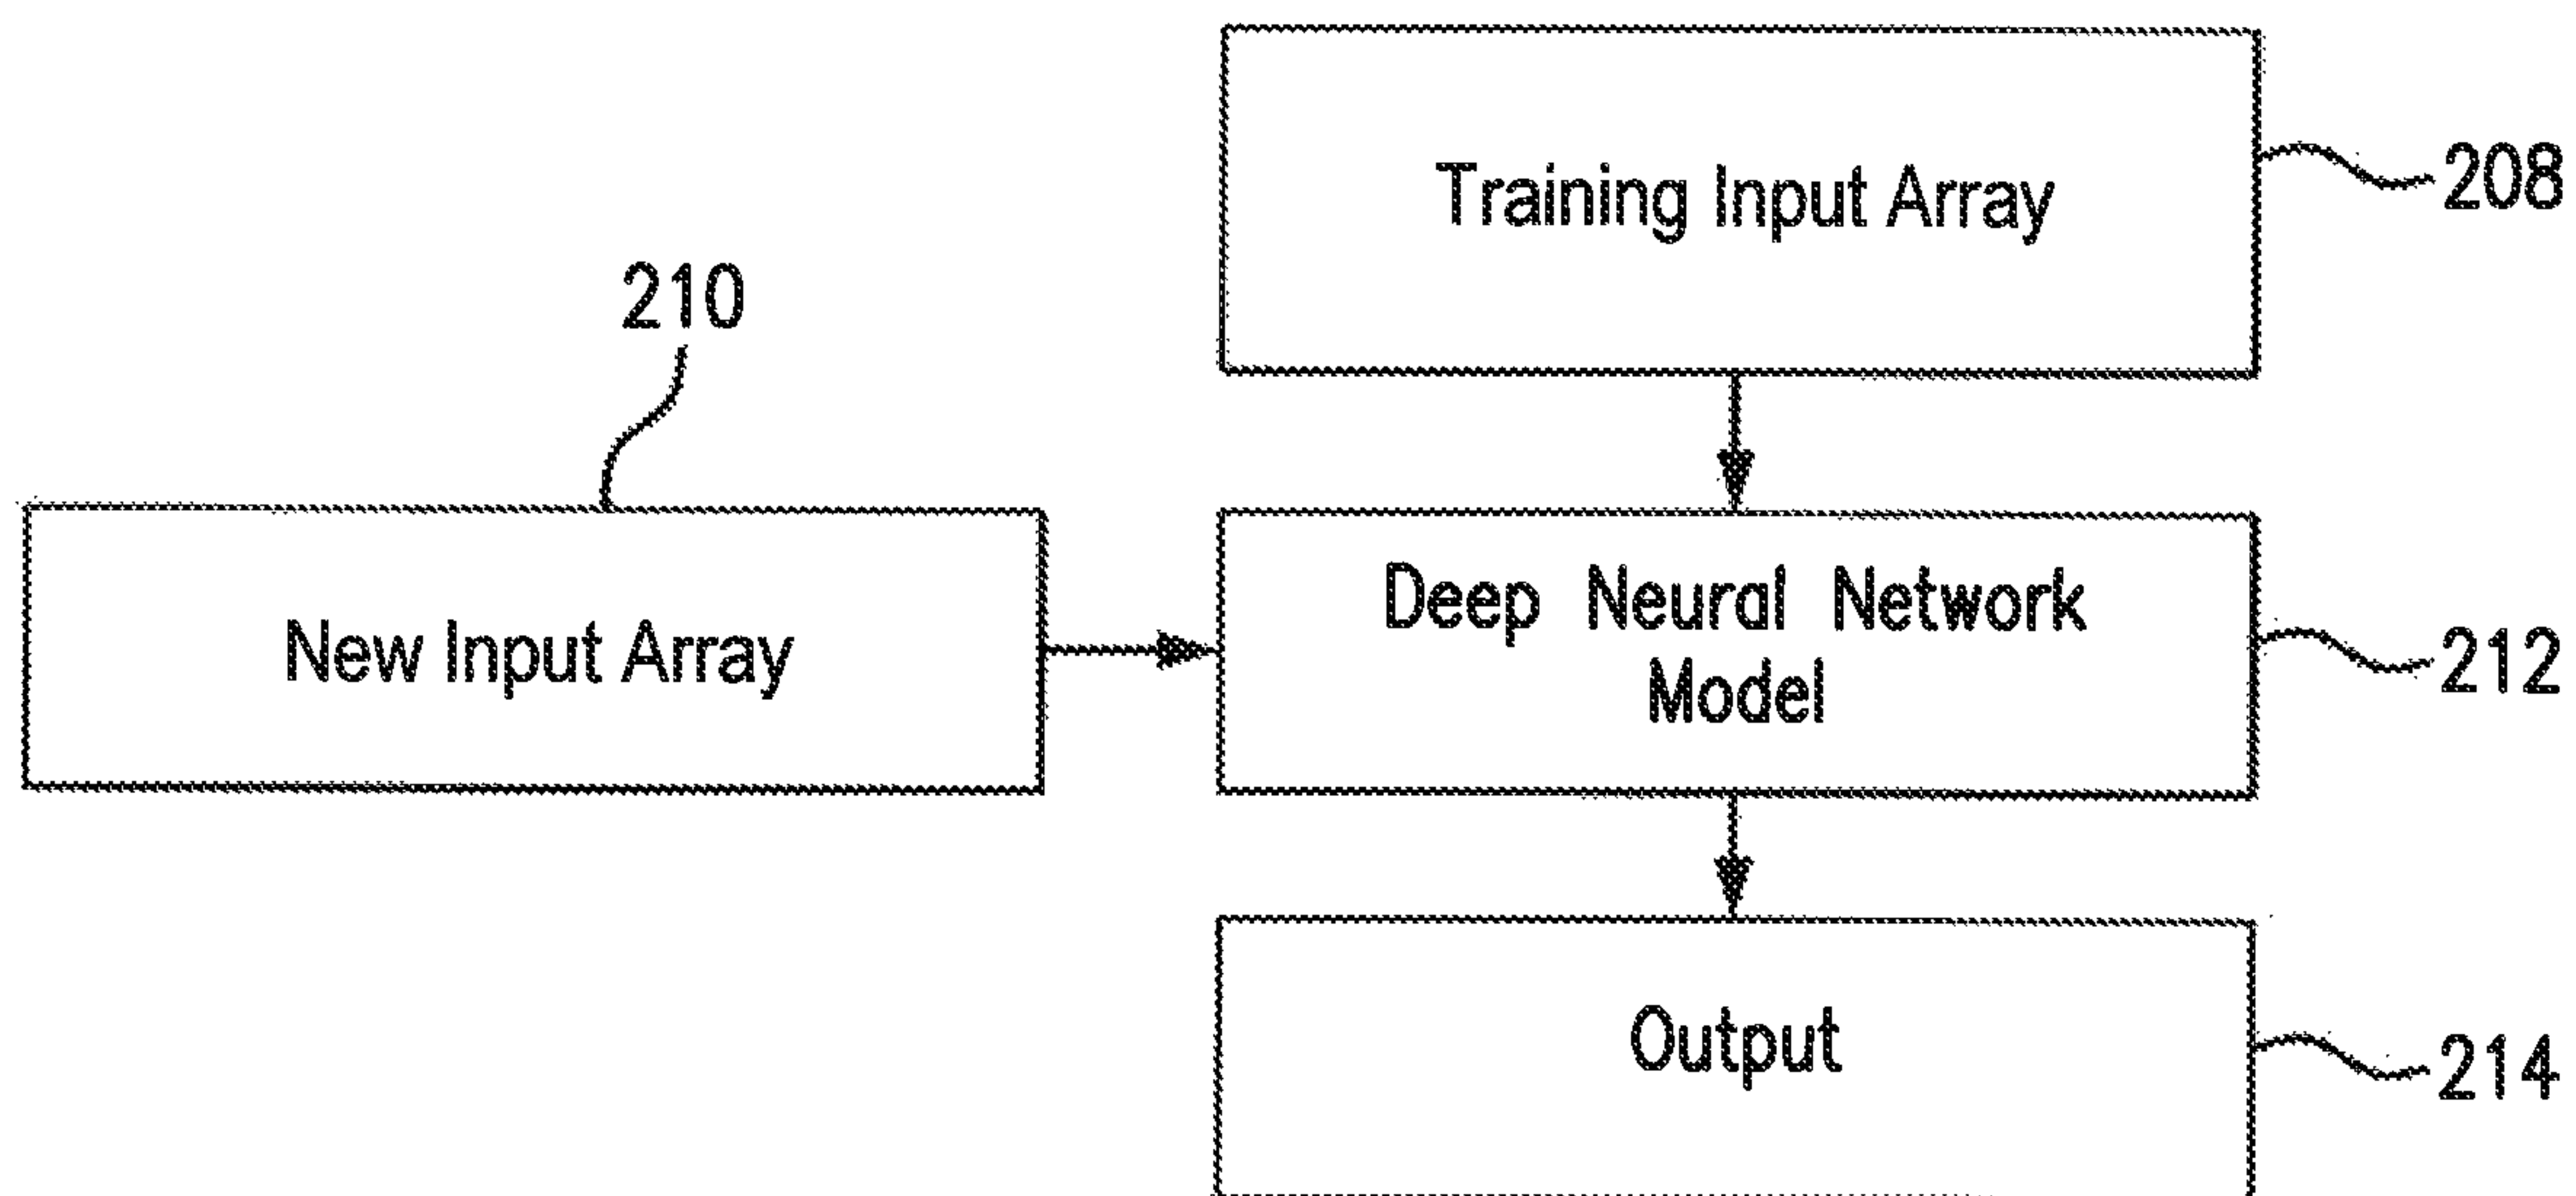 Training Input Array
208
210
New Input Array
Deep Neural Network
Model
212
Output
214